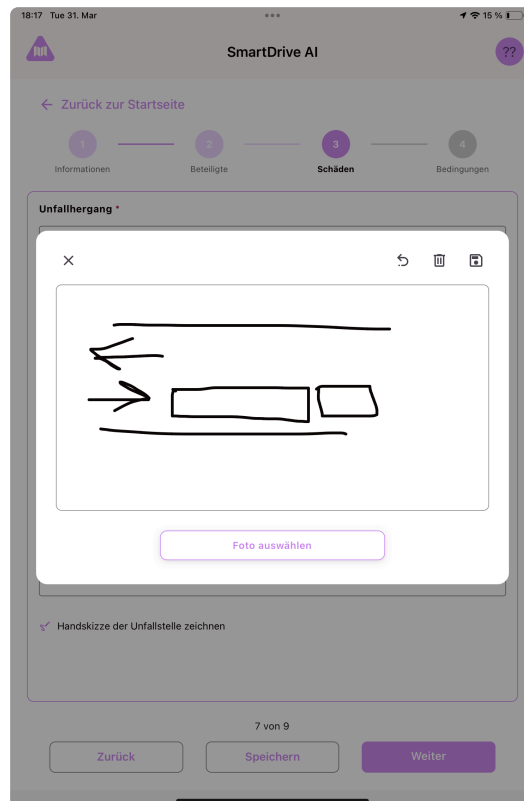 18:17 Tue 31. Mar
15 %
SmartDrive AI
??
Zurück zur Startseite
1
2
3
4
Informationen
Beteiligte
Schäden
Bedingungen
Unfallhergang *
Foto auswählen
Handskizze der Unfallstelle zeichnen
7 von 9
Zurück
Speichern
Weiter